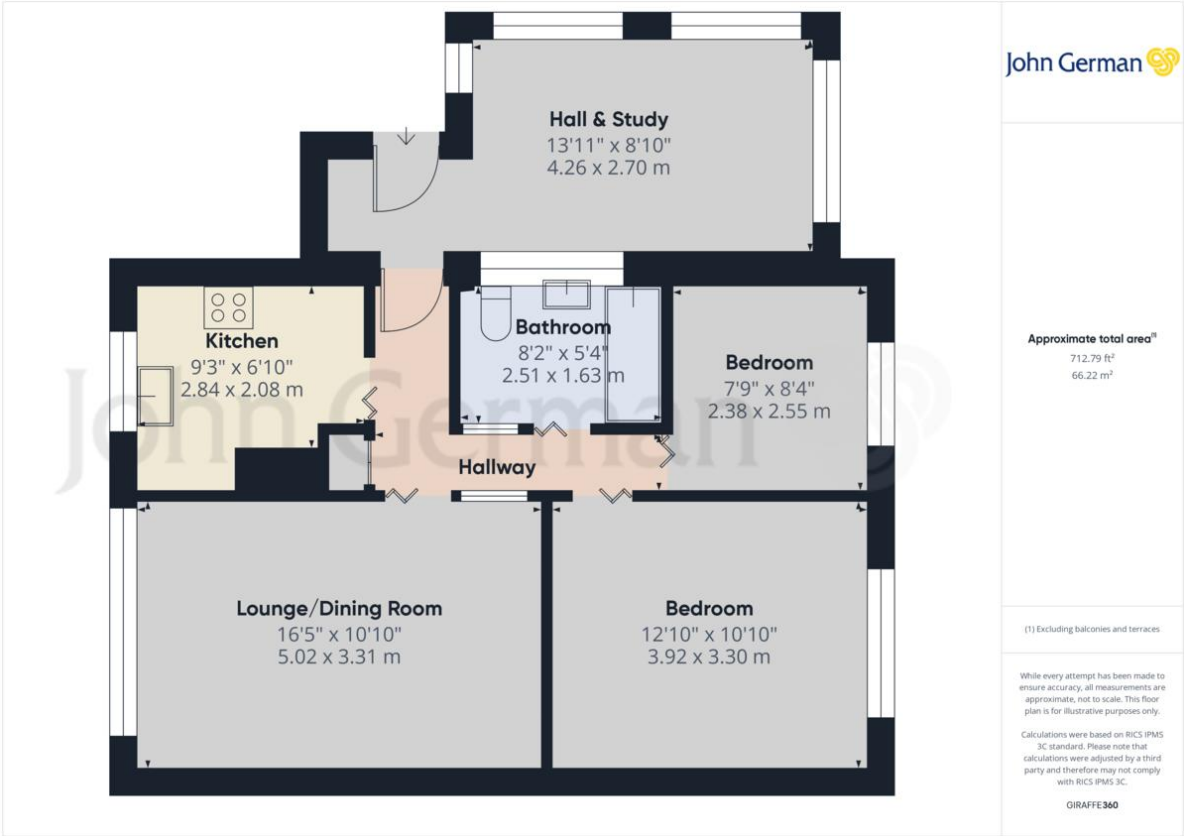 Hall & Study
13'11" x 8'10"
4.26 x 2.70 m
Kitchen
9'3" x 6'10"
2.84 x 2.08 m
Bathroom
8'2" x 5'4"
2.51 x 1.63 m
Bedroom
7'9" x 8'4"
2.38 x 2.55 m
John German
Hallway
Lounge/Dining Room
16'5" x 10'10"
5.02 x 3.31 m
Bedroom
12'10" x 10'10"
3.92 x 3.30 m
John German
Approximate total area⁽¹⁾
712.79 ft²
66.22 m²
(1) Excluding balconies and terraces
While every attempt has been made to
ensure accuracy, all measurements are
approximate, not to scale. This floor
plan is for illustrative purposes only.
Calculations were based on RICS IPMS
3C standard. Please note that
calculations were adjusted by a third
party and therefore may not comply
with RICS IPMS 3C.
GIRAFFE360